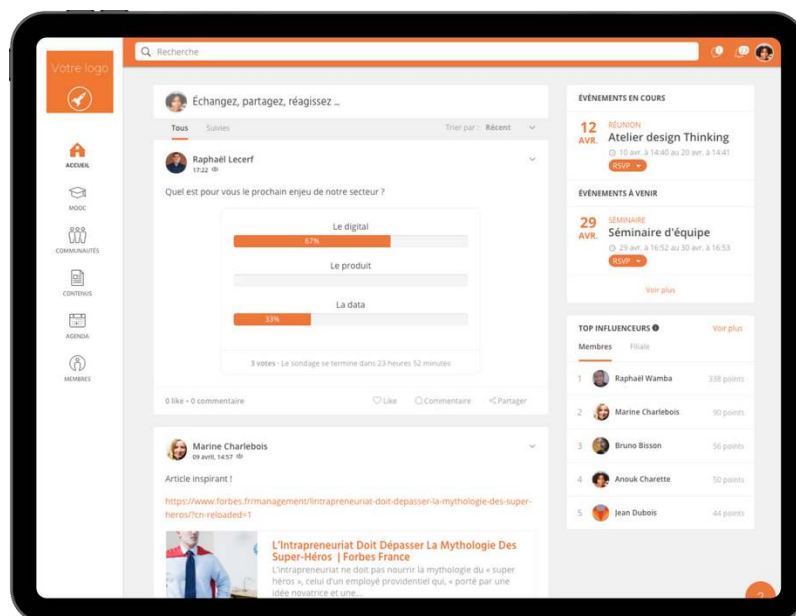 Votre logo
Recherche
ACCUEIL
MOOC
COMMUNAUTÉS
CONTENUS
AGENDA
MEMBRES
Échangez, partagez, réagissez ...
Tous Suivies Trier par : Récent
Raphaël Lecerf
17:22
Quel est pour vous le prochain enjeu de notre secteur ?
Le digital
67%
Le produit
La data
33%
3 votes - Le sondage se termine dans 23 heures 52 minutes
0 like • 0 commentaire Like Commentaire Partager
Marine Charlebois
09 avril, 14:57
Article inspirant !
https://www.forbes.fr/management/lintrapreneuriat-doit-depasser-la-mythologie-des-super-
heros/?cn-reloaded=1
L'Intrapreneuriat Doit Dépasser La Mythologie Des
Super-Héros | Forbes France
L'intrapreneuriat ne doit pas nourrir la mythologie du « super
héros », celui d'un employé providentiel qui, « porté par une
idée novatrice et une...
ÉVÉNEMENTS EN COURS
12
AVR.
RÉUNION
Atelier design Thinking
10 avr. à 14:40 au 20 avr. à 14:41
RSVP
ÉVÉNEMENTS À VENIR
29
AVR.
SÉMINAIRE
Séminaire d'équipe
29 avr. à 16:52 au 30 avr. à 16:53
RSVP
Voir plus
TOP INFLUENCEURS Voir plus
Membres Filiale
1 Raphaël Wamba 338 points
2 Marine Charlebois 90 points
3 Bruno Bisson 56 points
4 Anouk Charette 50 points
5 Jean Dubois 44 points
?